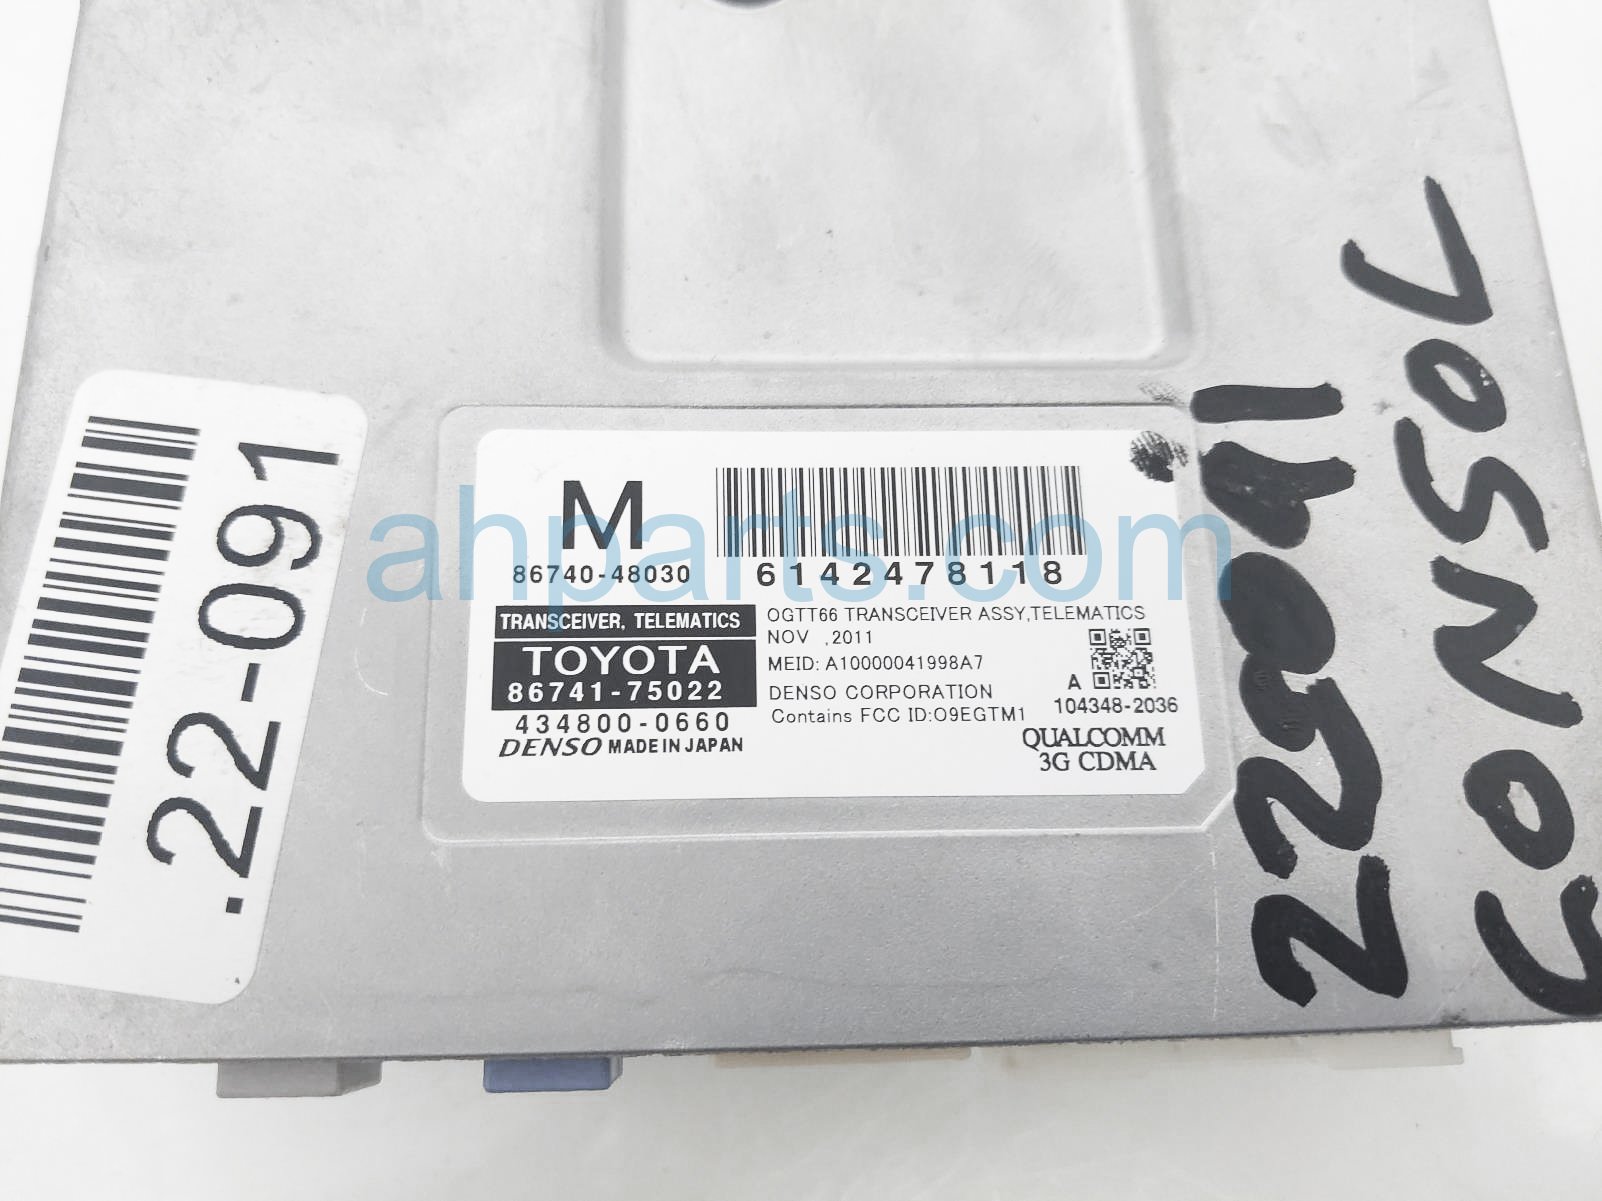 M
86740-48030
6142478118
TRANSCEIVER, TELEMATICS
TOYOTA
86741-75022
434800-0660
DENSO MADE IN JAPAN
OGTT66 TRANSCEIVER ASSY,TELEMATICS
NOV ,2011
MEID: A10000041998A7
DENSO CORPORATION
Contains FCC ID:O9EGTM1
A
104348-2036
QUALCOMM
3G CDMA
.22-091
CONSOL
ahparts.com